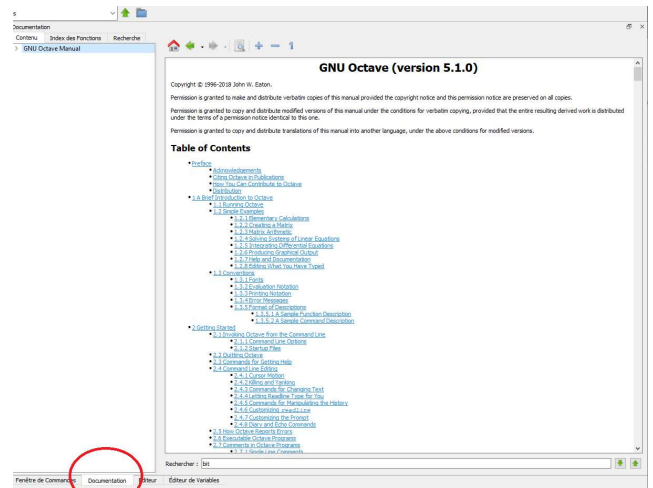 s
Documentation
Contenu Index des Fonctions Recherche
GNU Octave Manual
GNU Octave (version 5.1.0)
Copyright © 1996-2018 John W. Eaton.
Permission is granted to make and distribute verbatim copies of this manual provided the copyright notice and this permission notice are preserved on all copies.
Permission is granted to copy and distribute modified versions of this manual under the conditions for verbatim copying, provided that the entire resulting derived work is distributed
under the terms of a permission notice identical to this one.
Permission is granted to copy and distribute translations of this manual into another language, under the above conditions for modified versions.
Table of Contents
Preface
Acknowledgements
Citing Octave in Publications
How You Can Contribute to Octave
Distribution
1 A Brief Introduction to Octave
1.1 Running Octave
1.2 Simple Examples
1.2.1 Elementary Calculations
1.2.2 Creating a Matrix
1.2.3 Matrix Arithmetic
1.2.4 Solving Systems of Linear Equations
1.2.5 Integrating Differential Equations
1.2.6 Producing Graphical Output
1.2.7 Help and Documentation
1.2.8 Editing What You Have Typed
1.3 Conventions
1.3.1 Fonts
1.3.2 Evaluation Notation
1.3.3 Printing Notation
1.3.4 Error Messages
1.3.5 Format of Descriptions
1.3.5.1 A Sample Function Description
1.3.5.2 A Sample Command Description
2 Getting Started
2.1 Invoking Octave from the Command Line
2.1.1 Command Line Options
2.1.2 Startup Files
2.2 Quitting Octave
2.3 Commands for Getting Help
2.4 Command Line Editing
2.4.1 Cursor Motion
2.4.2 Killing and Yanking
2.4.3 Commands for Changing Text
2.4.4 Letting Readline Type for You
2.4.5 Commands for Manipulating the History
2.4.6 Customizing readline
2.4.7 Customizing the Prompt
2.4.8 Diary and Echo Commands
2.5 How Octave Reports Errors
2.6 Executable Octave Programs
2.7 Comments in Octave Programs
2.7.1 Single Line Comments
Rechercher : bit
Fenêtre de Commandes Documentation Éditeur Éditeur de Variables